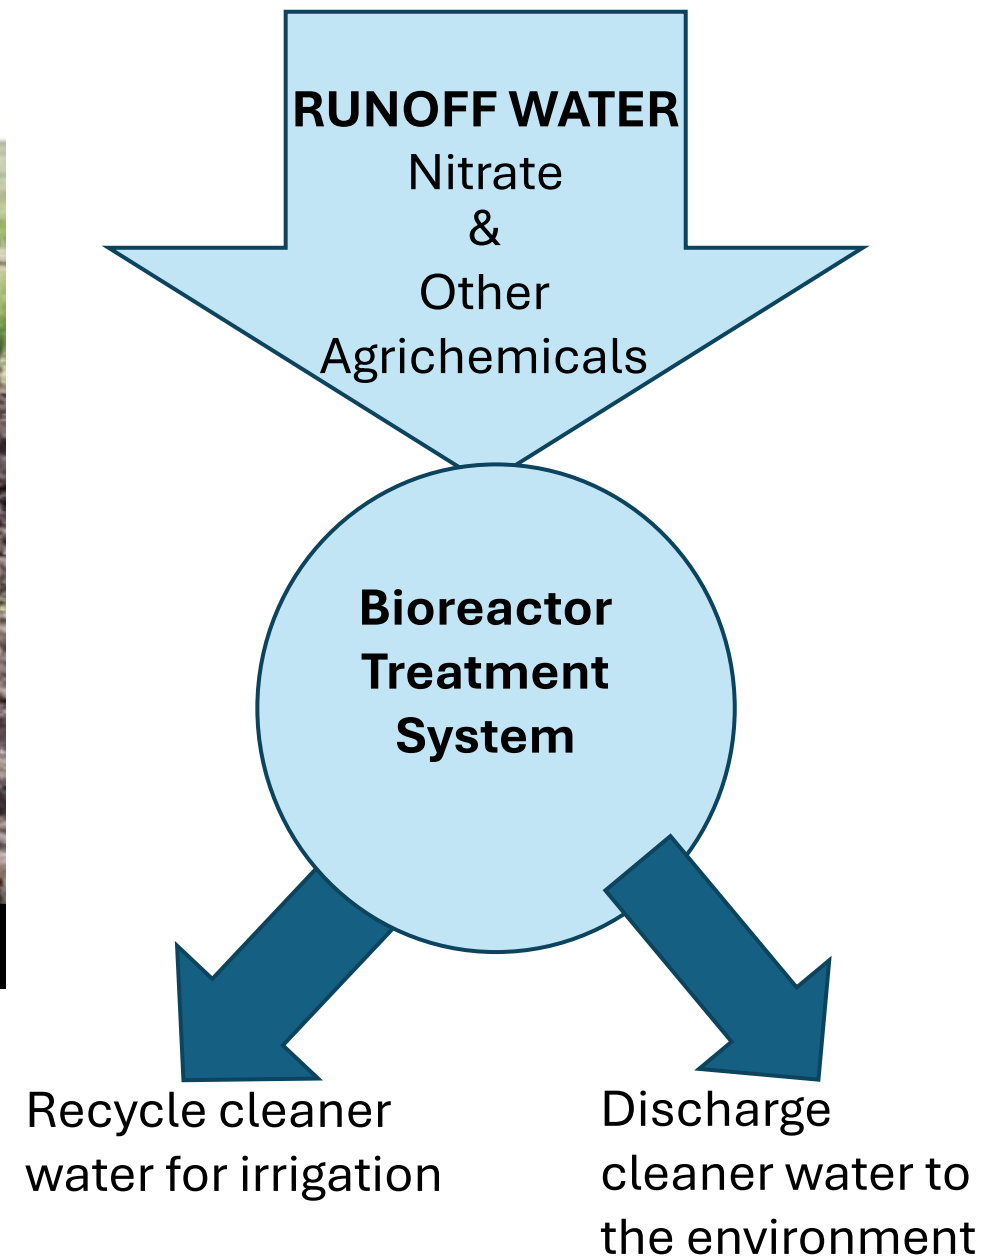 RUNOFF WATER
Nitrate
&
Other
Agrichemicals
Bioreactor
Treatment
System
Recycle cleaner
water for irrigation
Discharge
cleaner water to
the environment